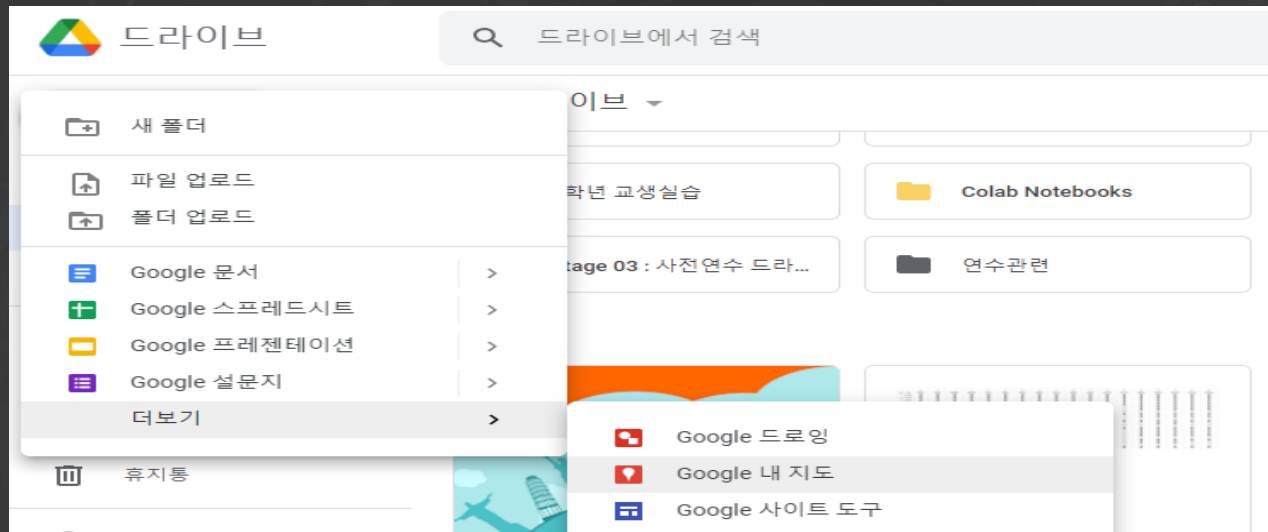 드라이브
드라이브에서 검색
이브
새 폴더
파일 업로드
폴더 업로드
학년 교생실습
Colab Notebooks
tage 03 : 사전연수 드라...
연수관련
Google 문서
Google 스프레드시트
Google 프레젠테이션
Google 설문지
더보기
Google 드로잉
Google 내 지도
Google 사이트 도구
휴지통